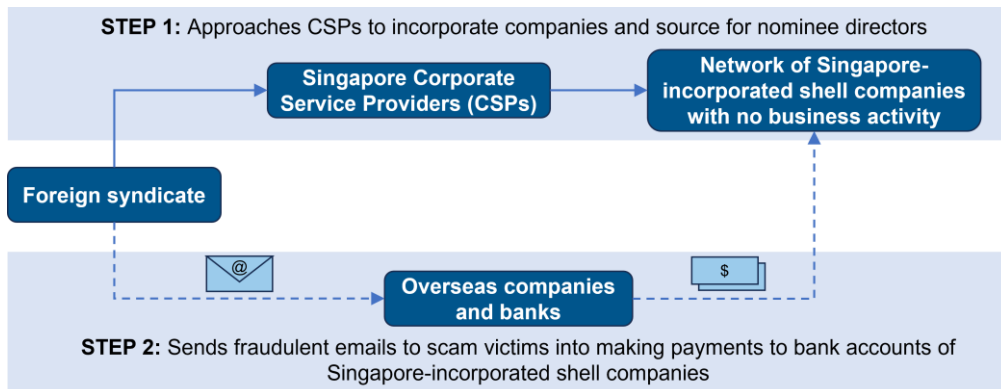 STEP 1: Approaches CSPs to incorporate companies and source for nominee directors
Singapore Corporate
Service Providers (CSPs)
Network of Singapore-
incorporated shell companies
with no business activity
Foreign syndicate
@
$
Overseas companies
and banks
STEP 2: Sends fraudulent emails to scam victims into making payments to bank accounts of
Singapore-incorporated shell companies